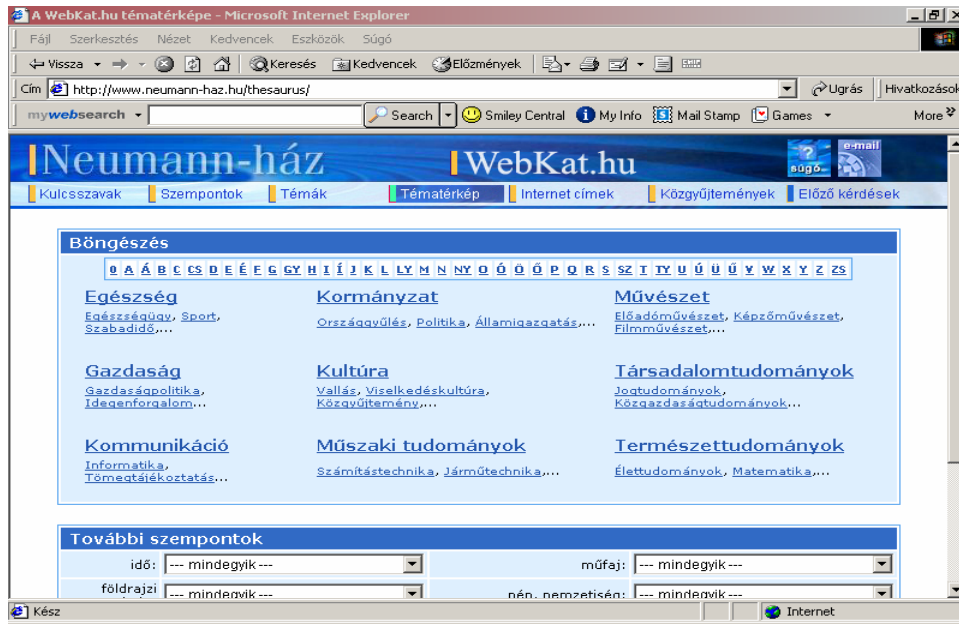 A WebKat.hu tématérképe - Microsoft Internet Explorer
Fájl Szerkesztés Nézet Kedvencek Eszközök Súgó
Vissza Keresés Kedvencek Előzmények
Cím http://www.neumann-haz.hu/thesaurus/ Ugrás Hivatkozások
mywebsearch Search Smiley Central My Info Mail Stamp Games More
Neumann-ház WebKat.hu súgó e-mail
Kulcsszavak Szempontok Témák Tématérkép Internet címek Közgyűjtemények Előző kérdések
Böngészés
0 A Á B C CS D E É F G GY H I Í J K L LY M N NY O Ó Ö Ő P Q R S SZ T TY U Ú Ü Ű V W X Y Z ZS
Egészség Kormányzat Művészet
Egészségügy, Sport, Országgyűlés, Politika, Államigazgatás,... Előadóművészet, Képzőművészet,
Szabadidő,... Filmművészet,...
Gazdaság Kultúra Társadalomtudományok
Gazdaságpolitika, Vallás, Viselkedéskultúra, Jogtudományok,
Idegenforgalom... Közgyűjtemény,... Közgazdaságtudományok...
Kommunikáció Műszaki tudományok Természettudományok
Informatika, Számítástechnika, Járműtechnika,... Élettudományok, Matematika,...
Tömegtájékoztatás...
További szempontok
idő: --- mindegyik --- műfaj: --- mindegyik ---
földrajzi --- mindegyik --- nép, nemzetiség: --- mindegyik ---
Kész Internet